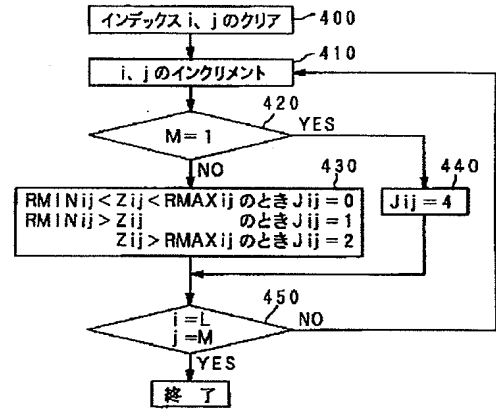 インデックスi、jのクリア
400
i、jのインクリメント
410
M=1
420
YES
NO
430
RMINij<Zij<RMAXijのときJij=0
RMINij>Zij のときJij=1
Zij>RMAXijのときJij=2
440
Jij=4
i=L
j=M
450
NO
YES
終了